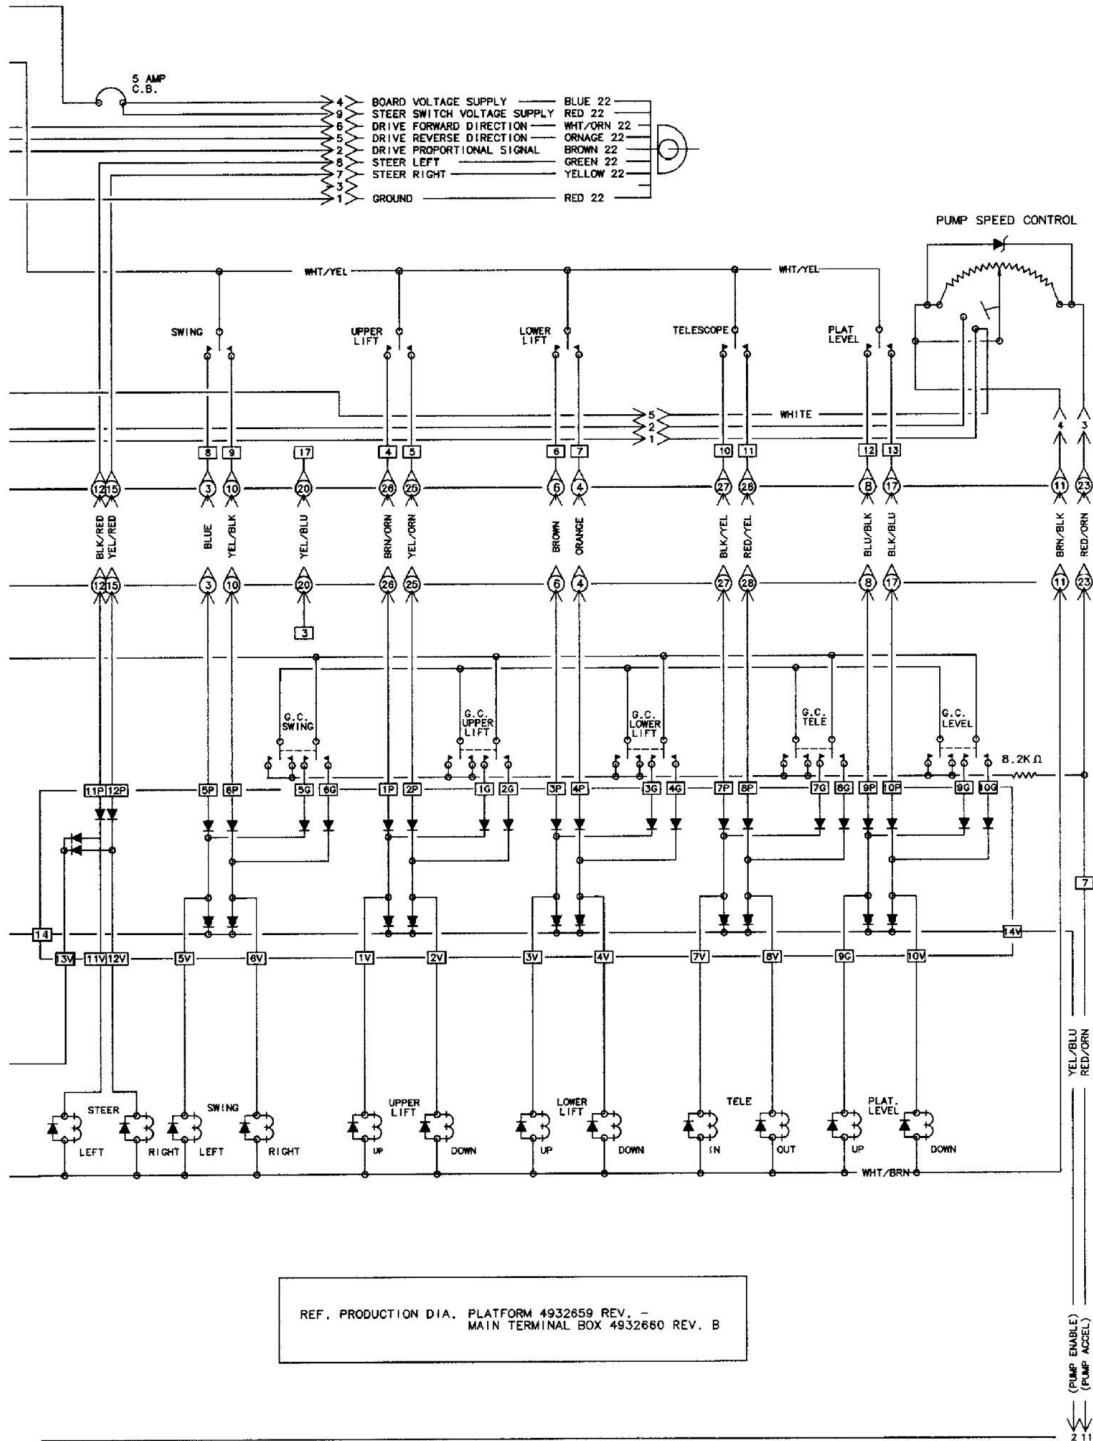 5 AMP
C.B.
4 BOARD VOLTAGE SUPPLY BLUE 22
9 STEER SWITCH VOLTAGE SUPPLY RED 22
6 DRIVE FORWARD DIRECTION WHT/ORN 22
5 DRIVE REVERSE DIRECTION ORNAGE 22
2 DRIVE PROPORTIONAL SIGNAL BROWN 22
8 STEER LEFT GREEN 22
7 STEER RIGHT YELLOW 22
3
1 GROUND RED 22
PUMP SPEED CONTROL
WHT/YEL WHT/YEL
SWING
UPPER
LIFT
LOWER
LIFT
TELESCOPE
PLAT
LEVEL
5 WHITE
2
1
4 3
8 9 17 4 5 6 7 10 11 12 13
12 15 3 10 20 26 25 6 4 27 28 8 17 11 23
BLK/RED YEL/RED BLUE YEL/BLK YEL/BLU BRN/ORN YEL/ORN BROWN ORANGE BLK/YEL RED/YEL BLU/BLK BLK/BLU BRN/BLK RED/ORN
12 15 3 10 20 26 25 6 4 27 28 8 17 11 23
3
G.C.
SWING
G.C.
UPPER
LIFT
G.C.
LOWER
LIFT
G.C.
TELE
G.C.
LEVEL
8.2K Ω
11P 12P 5P 6P 5G 6G 1P 2P 1G 2G 3P 4P 3G 4G 7P 8P 7G 8G 9P 10P 9G 10G
7
14 14V
13V 11V 12V 5V 6V 1V 2V 3V 4V 7V 8V 9G 10V
YEL/BLU
RED/ORN
STEER
LEFT RIGHT
SWING
LEFT RIGHT
UPPER
LIFT
UP DOWN
LOWER
LIFT
UP DOWN
TELE
IN OUT
PLAT.
LEVEL
UP DOWN
WHT/BRN
REF. PRODUCTION DIA. PLATFORM 4932659 REV. -
MAIN TERMINAL BOX 4932660 REV. B
(PUMP ENABLE)
(PUMP ACCEL)
2 11